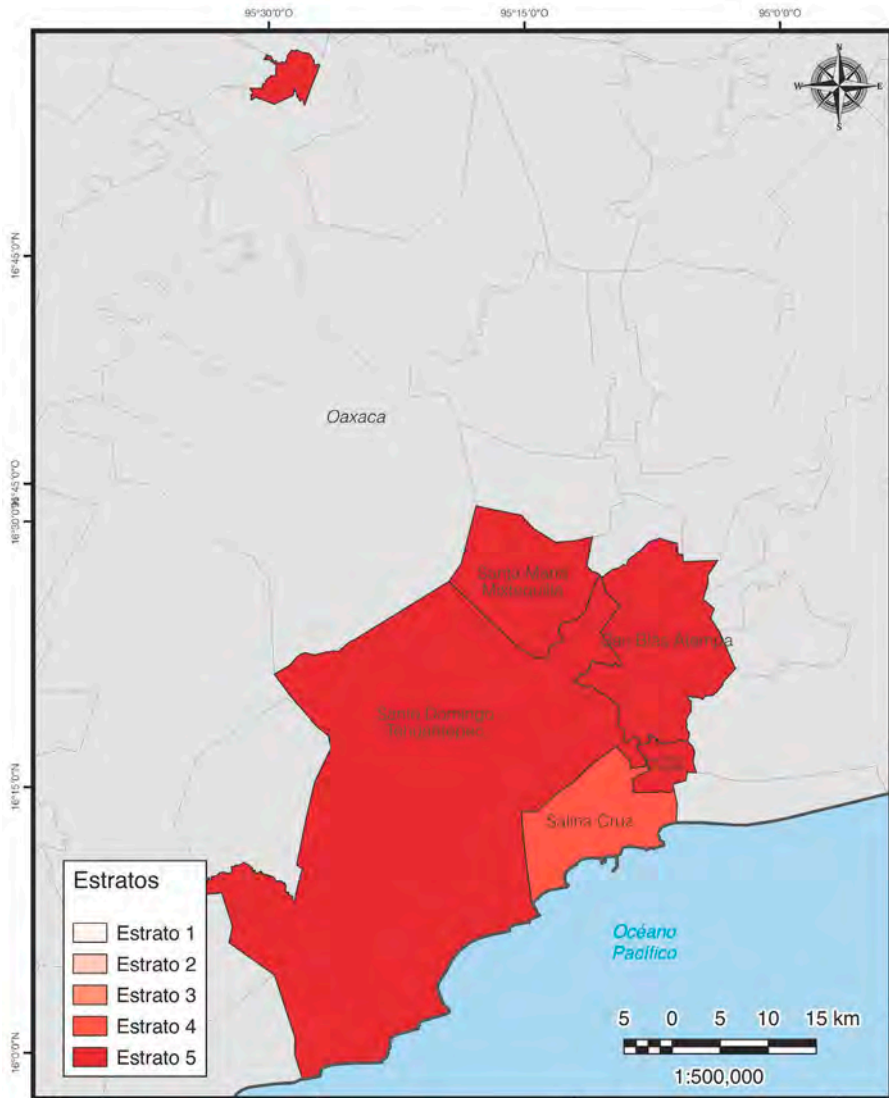 95°30'0"O
95°15'0"O
95°0'0"O
N
W
E
S
16°45'0"N
Oaxaca
16°30'0"N
Santa María
Mixtequilla
San Blas Atempa
Santo Domingo
Tehuantepec
16°15'0"N
Salina Cruz
Océano
Pacífico
Estratos
Estrato 1
Estrato 2
Estrato 3
Estrato 4
Estrato 5
16°0'0"N
5 0 5 10 15 km
1:500,000